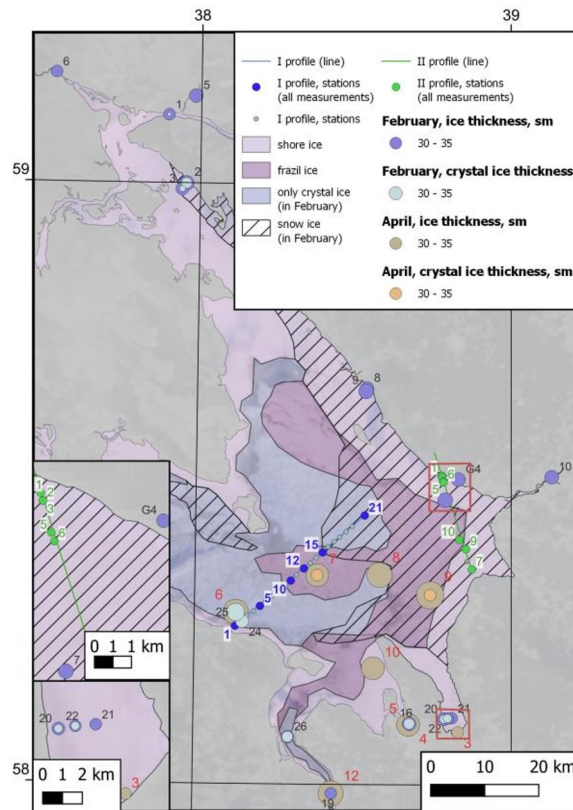 38
39
59
58
I profile (line)
I profile, stations
(all measurements)
I profile, stations
shore ice
frazil ice
only crystal ice
(in February)
snow ice
(in February)
II profile (line)
II profile, stations
(all measurements)
February, ice thickness, sm
30 - 35
February, crystal ice thickness
30 - 35
April, ice thickness, sm
30 - 35
April, crystal ice thickness, sm
30 - 35
6
5
1
2
3
9
8
1
6
G4
5
10
7
10
9
7
21
15
12
7
8
10
9
6
5
25
24
1
10
5
16
4
20
21
22
3
26
12
19
1
2
3
5
6
G4
7
0 1 1 km
20
22
21
3
0 1 2 km
0 10 20 km